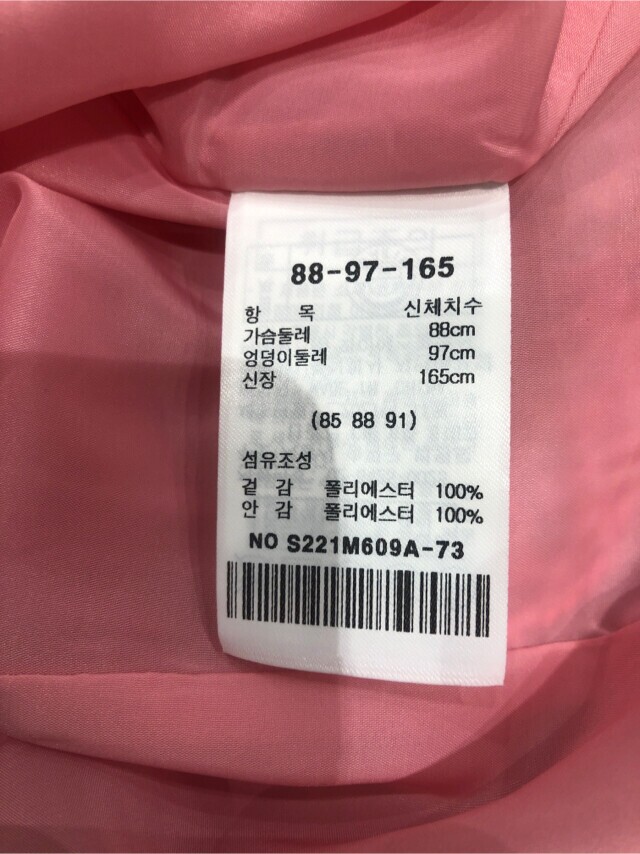 88-97-165
항 목 신체치수
가슴둘레 88cm
엉덩이둘레 97cm
신장 165cm
(85 88 91)
섬유조성
겉 감 폴리에스터 100%
안 감 폴리에스터 100%
NO S221M609A-73